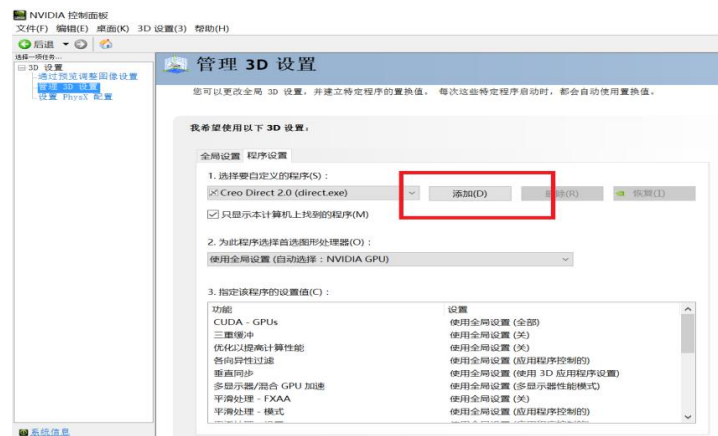 NVIDIA 控制面板
文件(F) 编辑(E) 桌面(K) 3D 设置(3) 帮助(H)
后退
选择一项任务...
3D 设置
通过预览调整图像设置
管理 3D 设置
设置 PhysX 配置
系统信息
管理 3D 设置
您可以更改全局 3D 设置，并建立特定程序的置换值。 每次这些特定程序启动时，都会自动使用置换值。
我希望使用以下 3D 设置:
全局设置 程序设置
1. 选择要自定义的程序(S)：
Creo Direct 2.0 (direct.exe) 添加(D) 删除(R) 恢复(T)
只显示本计算机上找到的程序(M)
2. 为此程序选择首选图形处理器(O)：
使用全局设置 (自动选择：NVIDIA GPU)
3. 指定该程序的设置值(C)：
功能 设置
CUDA - GPUs 使用全局设置 (全部)
三重缓冲 使用全局设置 (关)
优化以提高计算性能 使用全局设置 (关)
各向异性过滤 使用全局设置 (应用程序控制的)
垂直同步 使用全局设置 (使用 3D 应用程序设置)
多显示器/混合 GPU 加速 使用全局设置 (多显示器性能模式)
平滑处理 - FXAA 使用全局设置 (关)
平滑处理 - 模式 使用全局设置 (应用程序控制的)